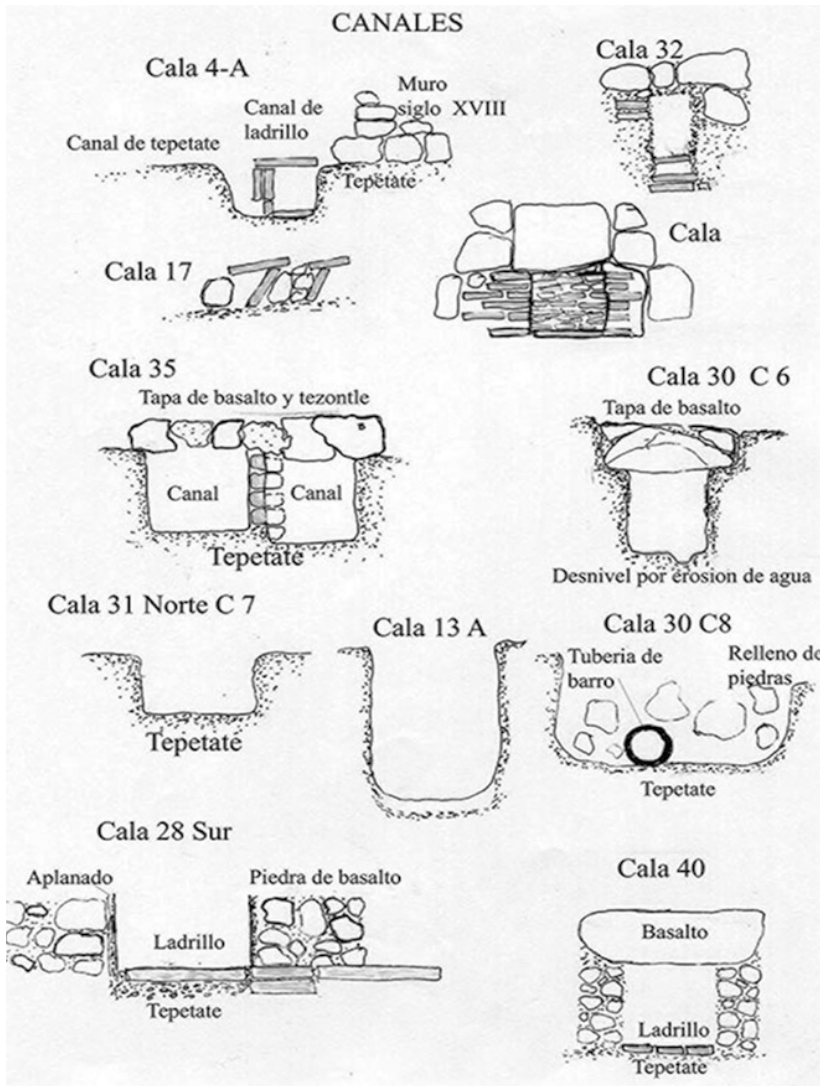 CANALES
Cala 4-A
Cala 32
Canal de
ladrillo
Muro
siglo XVIII
Canal de tepetate
Tepetate
Cala 17
Cala
Cala 35
Tapa de basalto y tezontle
Canal
Canal
Tepetate
Cala 30 C 6
Tapa de basalto
Desnivel por erosion de agua
Cala 31 Norte C 7
Tepetate
Cala 13 A
Cala 30 C8
Tuberia de
barro
Relleno de
piedras
Tepetate
Cala 28 Sur
Aplanado
Piedra de basalto
Ladrillo
Tepetate
Cala 40
Basalto
Ladrillo
Tepetate